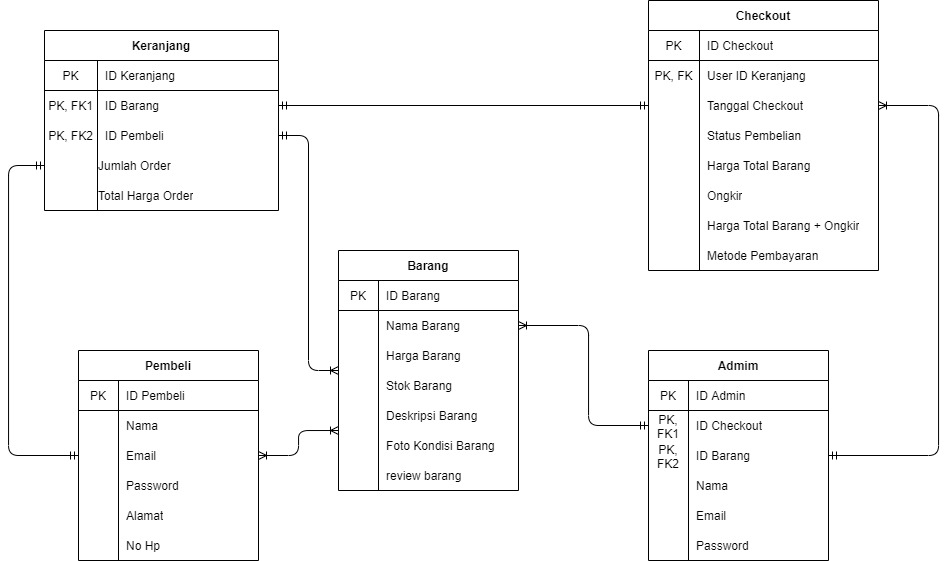 Keranjang
PK ID Keranjang
PK, FK1 ID Barang
PK, FK2 ID Pembeli
Jumlah Order
Total Harga Order
Checkout
PK ID Checkout
PK, FK User ID Keranjang
Tanggal Checkout
Status Pembelian
Harga Total Barang
Ongkir
Harga Total Barang + Ongkir
Metode Pembayaran
Barang
PK ID Barang
Nama Barang
Harga Barang
Stok Barang
Deskripsi Barang
Foto Kondisi Barang
review barang
Pembeli
PK ID Pembeli
Nama
Email
Password
Alamat
No Hp
Admim
PK ID Admin
PK, FK1 ID Checkout
PK, FK2 ID Barang
Nama
Email
Password